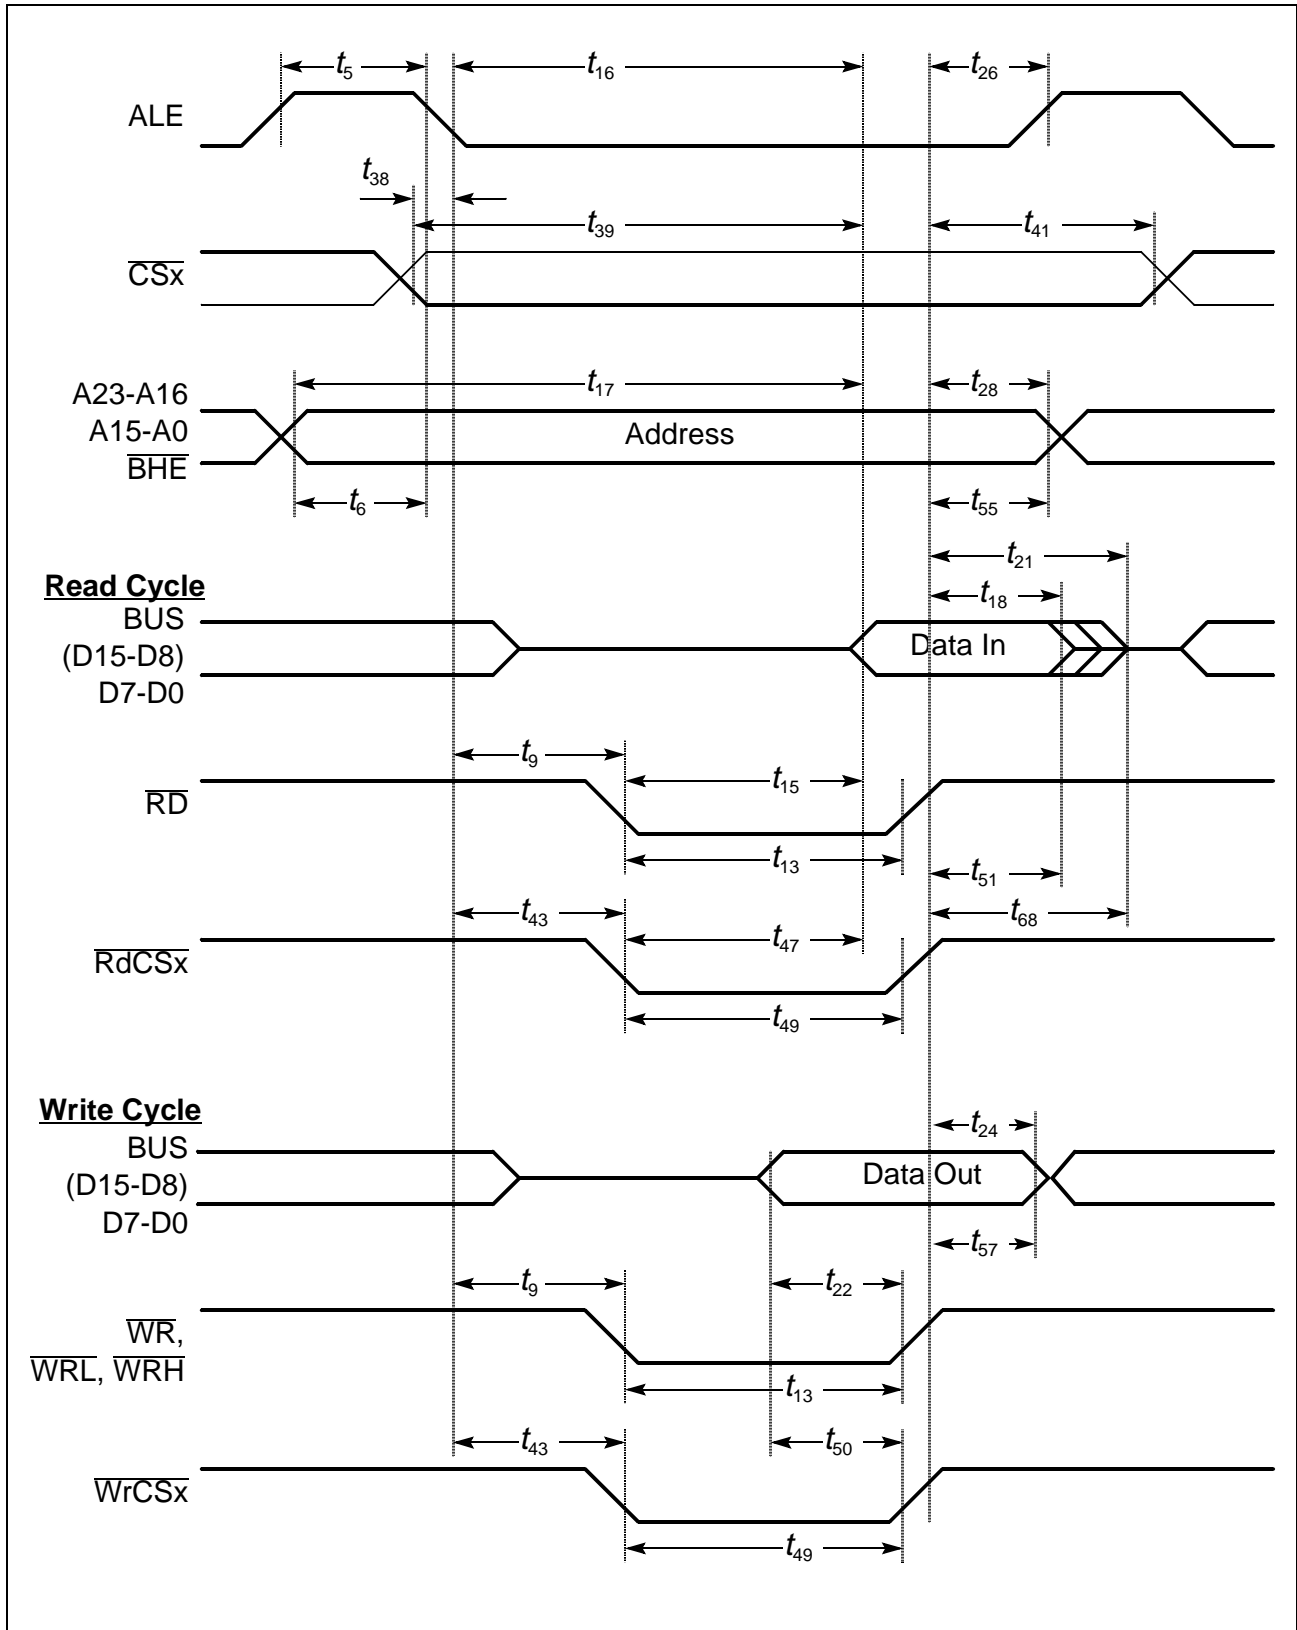 t5 t16 t26
ALE
t38
t39 t41
CSx
t17 t28
A23-A16
A15-A0 Address
BHE
t6 t55
t21
Read Cycle t18
BUS
(D15-D8) Data In
D7-D0
t9
t15
RD
t13
t51
t43 t68
t47
RdCSx
t49
Write Cycle
t24
BUS
(D15-D8) Data Out
D7-D0
t57
t9 t22
WR,
WRL, WRH
t13
t43 t50
WrCSx
t49